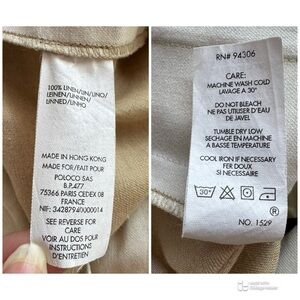 100% LINEN/LIN/LINO/
LEINEN/LINNEN/
LINNED/LINHO
MADE IN HONG KONG
MADE FOR/FAIT POUR
POLOCO SAS
B.P.477
75366 PARIS CEDEX 08
FRANCE
NIF: 34287940000014
SEE REVERSE FOR
CARE
VOIR AU DOS POUR
INSTRUCTIONS
D'ENTRETIEN
RN# 94306
CARE:
MACHINE WASH COLD
LAVAGE A 30°
DO NOT BLEACH
NE PAS UTILISER D'EAU
DE JAVEL
TUMBLE DRY LOW
SECHAGE EN MACHINE
A BASSE TEMPERATURE
COOL IRON IF NECESSARY
FER DOUX
SI NECESSAIRE
30°
®
NO. 1529